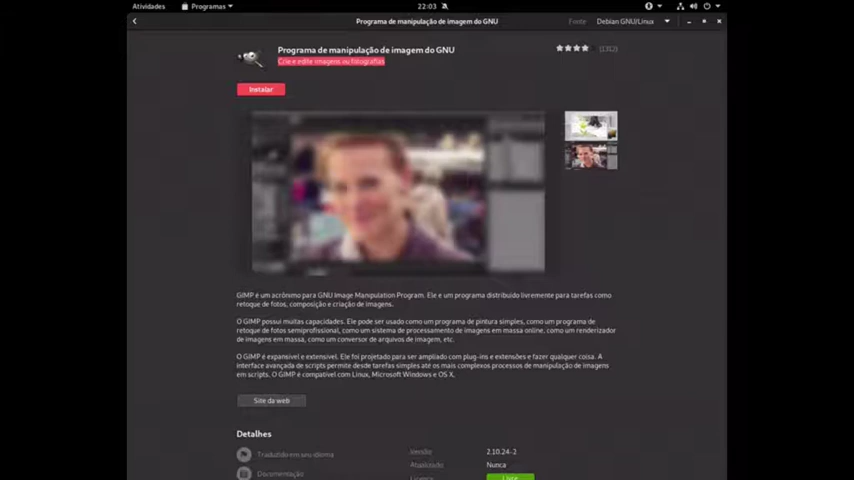 Atividades
Programas
22:03
Programa de manipulação de imagem do GNU
Fonte
Debian GNU/Linux
Programa de manipulação de imagem do GNU
Crie e edite imagens ou fotografias
(1312)
Instalar
GIMP é um acrônimo para GNU Image Manipulation Program. Ele é um programa distribuído livremente para tarefas como
retoque de fotos, composição e criação de imagens.
O GIMP possui muitas capacidades. Ele pode ser usado como um programa de pintura simples, como um programa de
retoque de fotos semiprofissional, como um sistema de processamento de imagens em massa online, como um renderizador
de imagens em massa, como um conversor de arquivos de imagem, etc.
O GIMP é expansível e extensível. Ele foi projetado para ser ampliado com plug-ins e extensões e fazer qualquer coisa. A
interface avançada de scripts permite desde tarefas simples até os mais complexos processos de manipulação de imagens
em scripts. O GIMP é compatível com Linux, Microsoft Windows e OS X.
Site da web
Detalhes
Traduzido em seu idioma
Versão
2.10.24-2
Atualizado
Nunca
Documentação
Licença
Livre